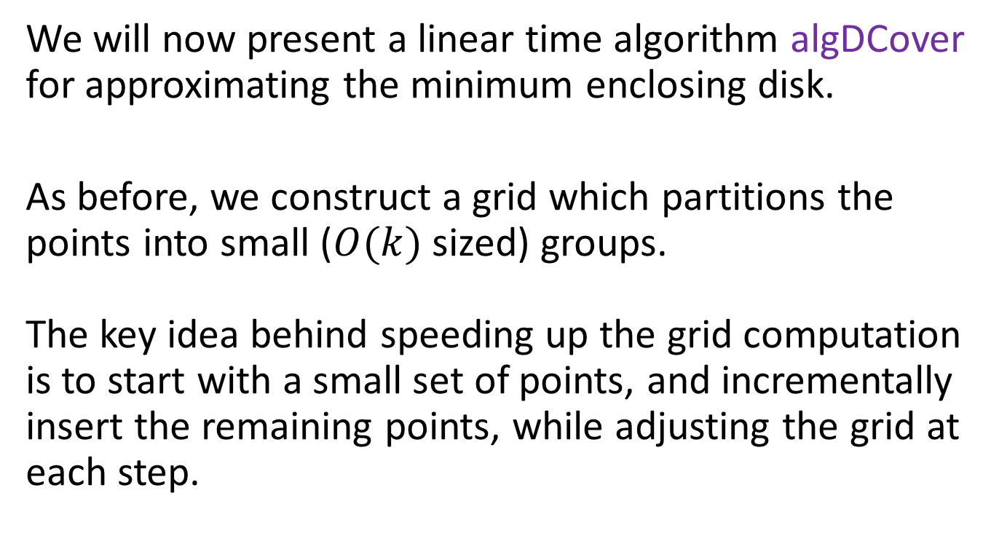 We will now present a linear time algorithm algDCover
for approximating the minimum enclosing disk.
As before, we construct a grid which partitions the
points into small (O(k) sized) groups.
The key idea behind speeding up the grid computation
is to start with a small set of points, and incrementally
insert the remaining points, while adjusting the grid at
each step.